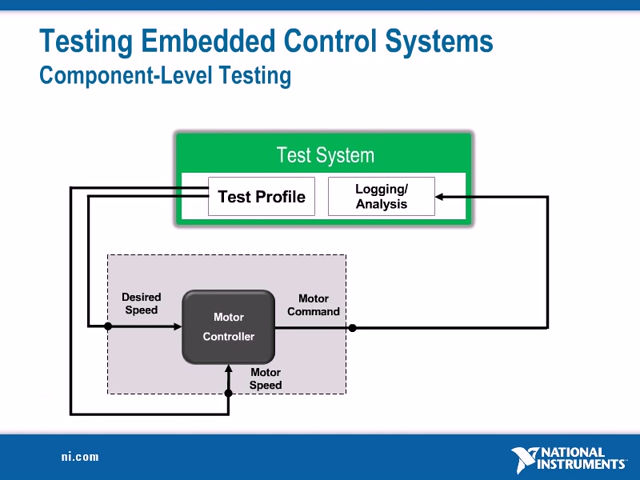 Testing Embedded Control Systems
Component-Level Testing
Test System
Test Profile
Logging/
Analysis
Desired
Speed
Motor
Controller
Motor
Command
Motor
Speed
ni.com
NATIONAL
INSTRUMENTS